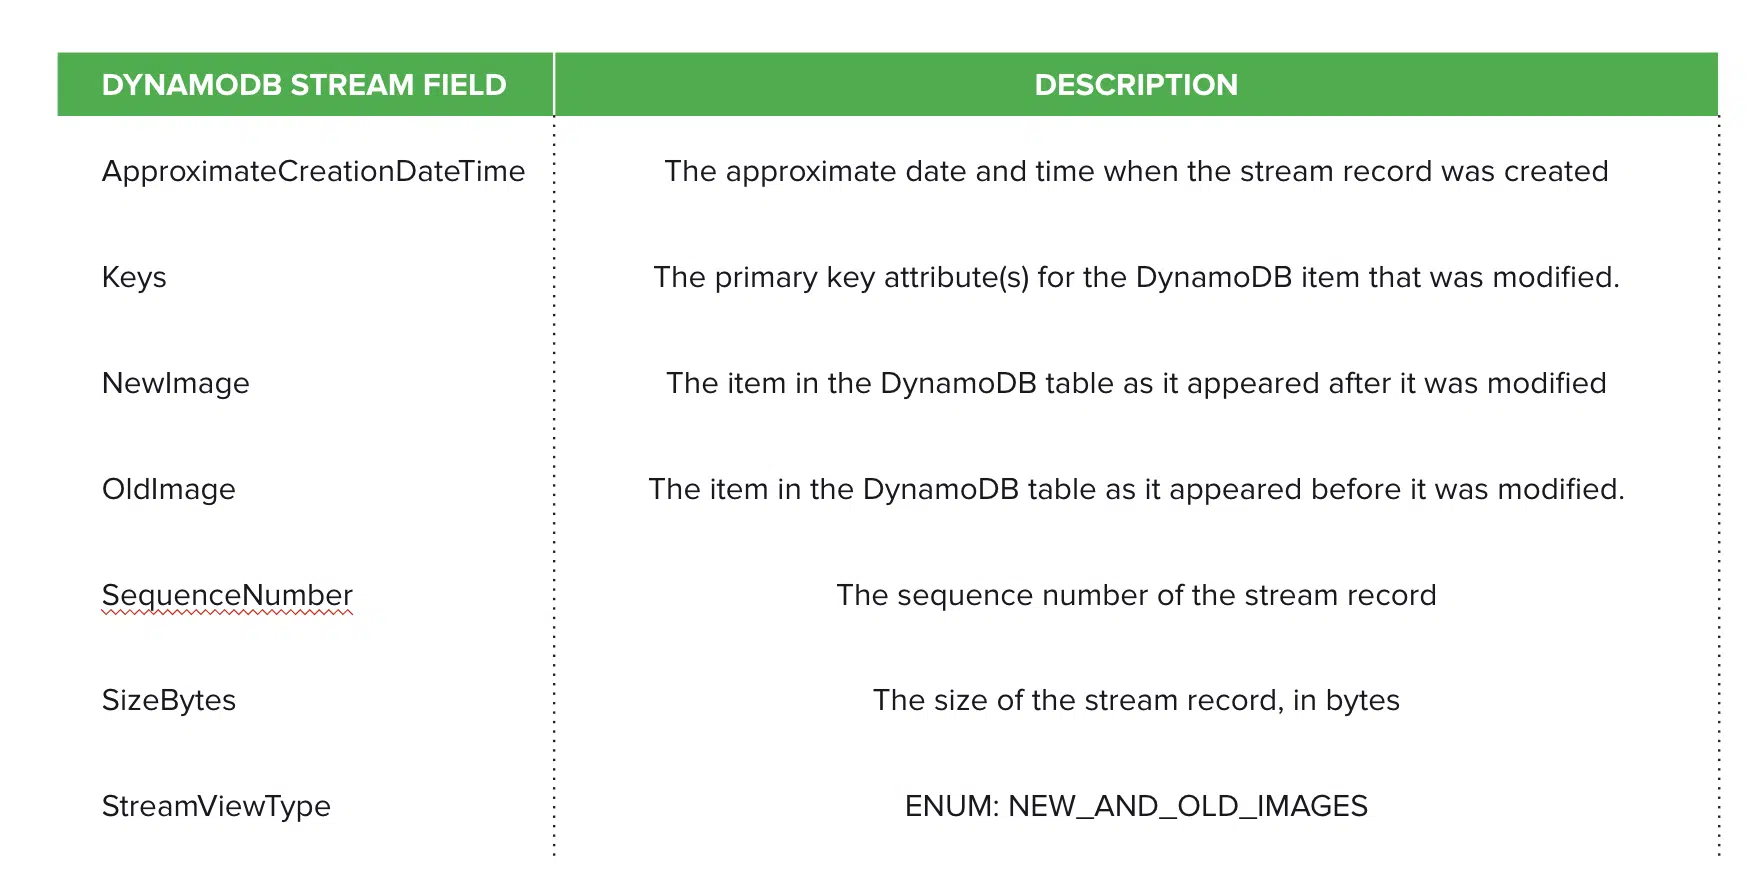 DYNAMODB STREAM FIELD DESCRIPTION
ApproximateCreationDateTime The approximate date and time when the stream record was created
Keys The primary key attribute(s) for the DynamoDB item that was modified.
NewImage The item in the DynamoDB table as it appeared after it was modified
OldImage The item in the DynamoDB table as it appeared before it was modified.
SequenceNumber The sequence number of the stream record
SizeBytes The size of the stream record, in bytes
StreamViewType ENUM: NEW_AND_OLD_IMAGES